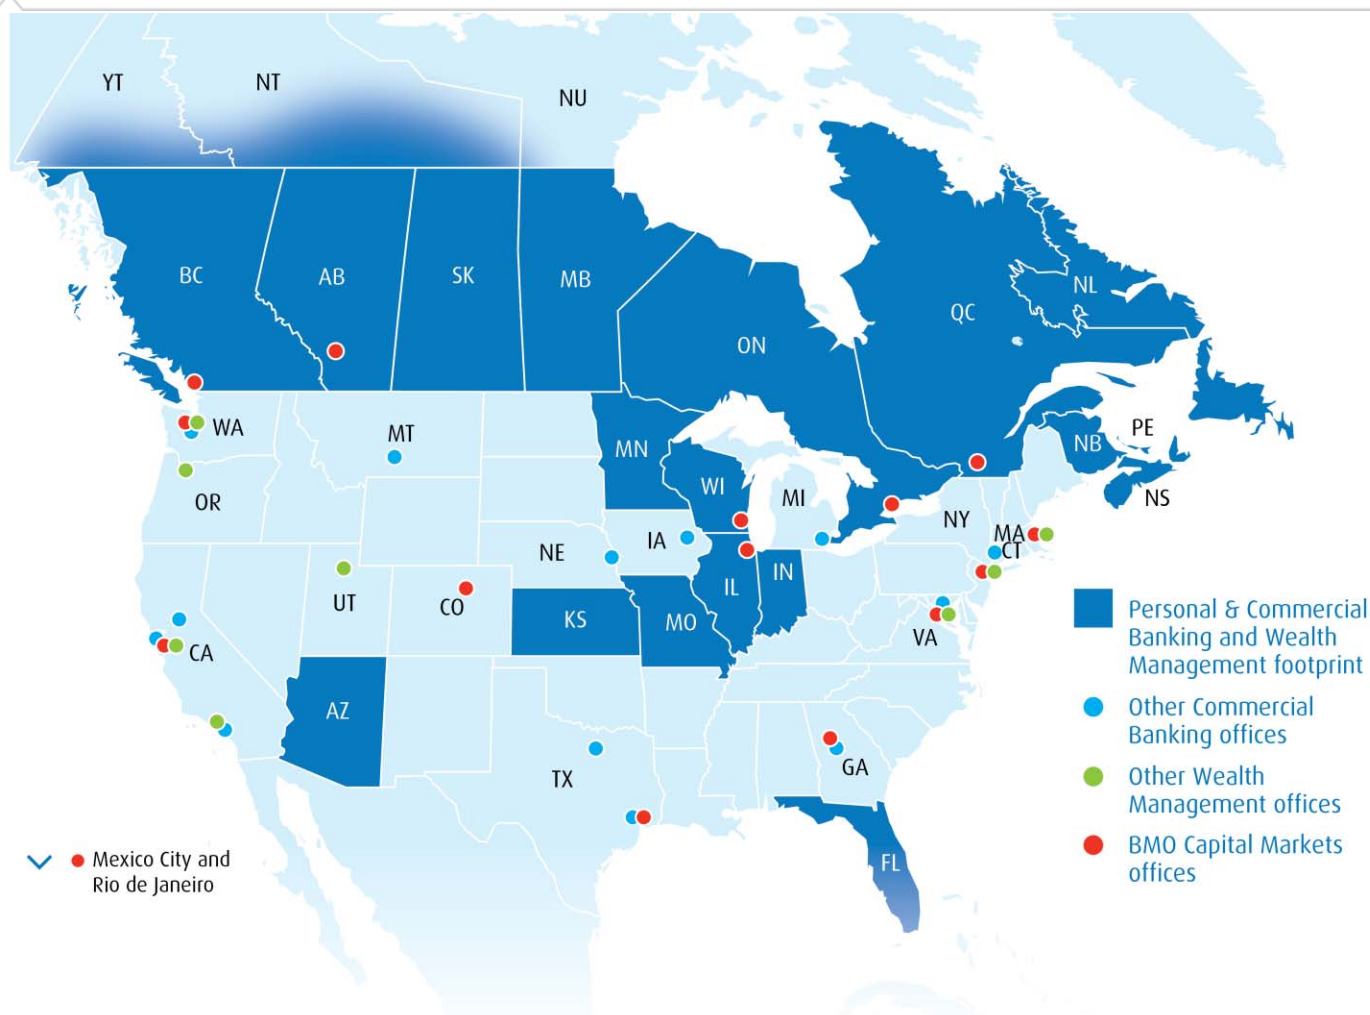 YT
NT
NU
BC
AB
SK
MB
ON
QC
NL
NB
PE
NS
WA
MT
MN
WI
MI
OR
NY
MA
CT
IA
NE
IL
IN
UT
CO
KS
MO
VA
CA
AZ
TX
GA
FL
Personal & Commercial
Banking and Wealth
Management footprint
Other Commercial
Banking offices
Other Wealth
Management offices
BMO Capital Markets
offices
Mexico City and
Rio de Janeiro